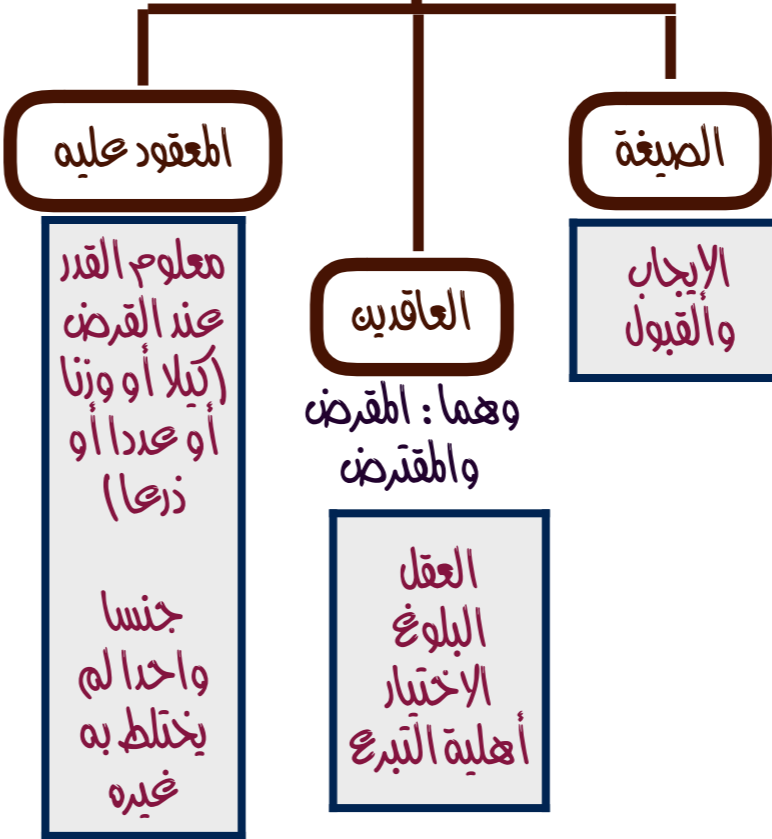 الصيغة
الايجاب
والقبول
العاقدين
وهما : المقرض
والمقترض
العقل
البلوغ
الاختيار
أهلية التبرع
المعقود عليه
معلوم القدر
عند القرض
(كيلا أو وزنا
أو عددا أو
ذرعا)
جنسا
واحدا لم
يختلط به
غيره